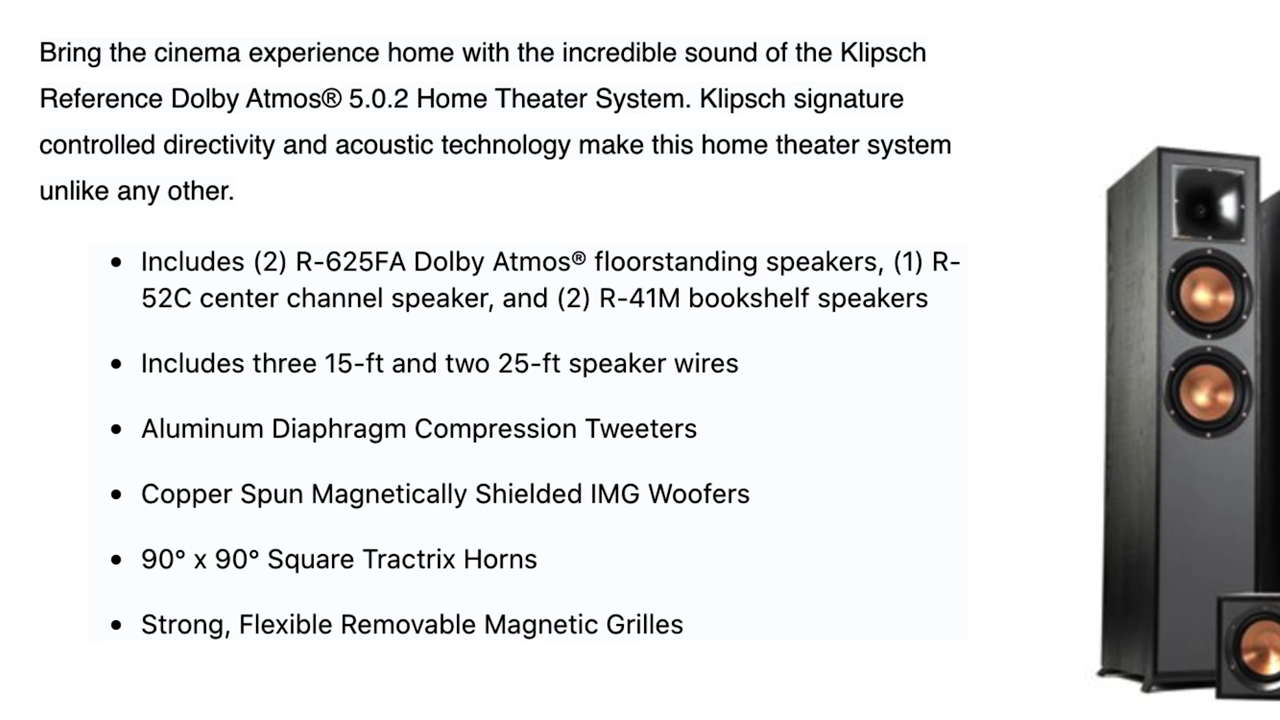 Bring the cinema experience home with the incredible sound of the Klipsch
Reference Dolby Atmos® 5.0.2 Home Theater System. Klipsch signature
controlled directivity and acoustic technology make this home theater system
unlike any other.
• Includes (2) R-625FA Dolby Atmos® floorstanding speakers, (1) R-
52C center channel speaker, and (2) R-41M bookshelf speakers
• Includes three 15-ft and two 25-ft speaker wires
• Aluminum Diaphragm Compression Tweeters
• Copper Spun Magnetically Shielded IMG Woofers
• 90° x 90° Square Tractrix Horns
• Strong, Flexible Removable Magnetic Grilles